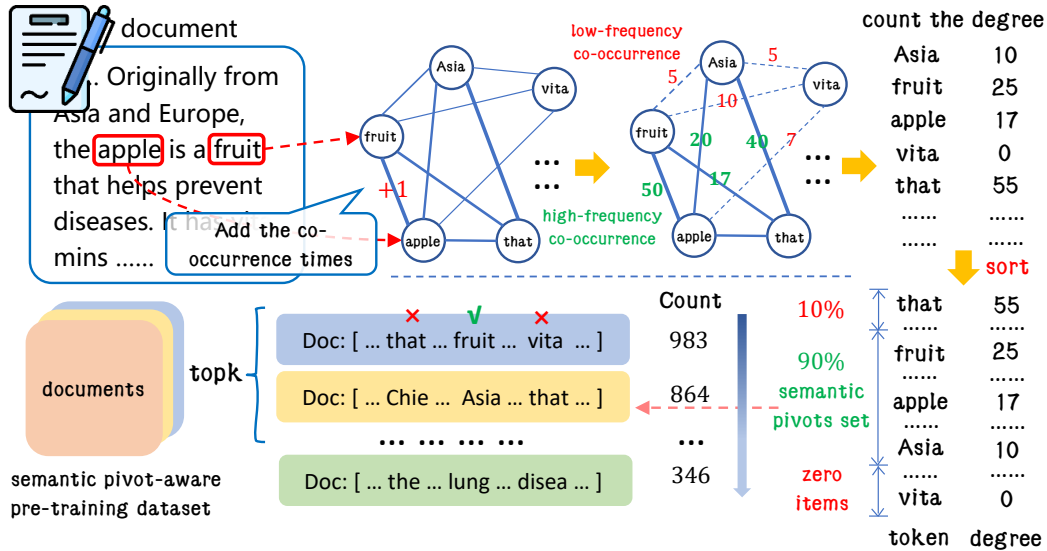 document
... Originally from
Asia and Europe,
the apple is a fruit
that helps prevent
diseases. It has
mins ......
Add the co-
occurrence times
Asia
vita
fruit
+1
apple
that
...
...
low-frequency
co-occurrence
Asia
5
5
vita
10
fruit
20
40
7
50
17
high-frequency
co-occurrence
apple
that
...
...
count the degree
Asia 10
fruit 25
apple 17
vita 0
that 55
...... ......
...... ......
sort
that 55
...... ......
fruit 25
...... ......
apple 17
...... ......
Asia 10
...... ......
vita 0
token degree
10%
90%
semantic
pivots set
zero
items
documents
semantic pivot-aware
pre-training dataset
topk
Count
× √ ×
Doc: [ ... that ... fruit ... vita ... ] 983
Doc: [ ... Chie ... Asia ... that ... ] 864
... ... ... ... ...
Doc: [ ... the ... lung ... disea ... ] 346